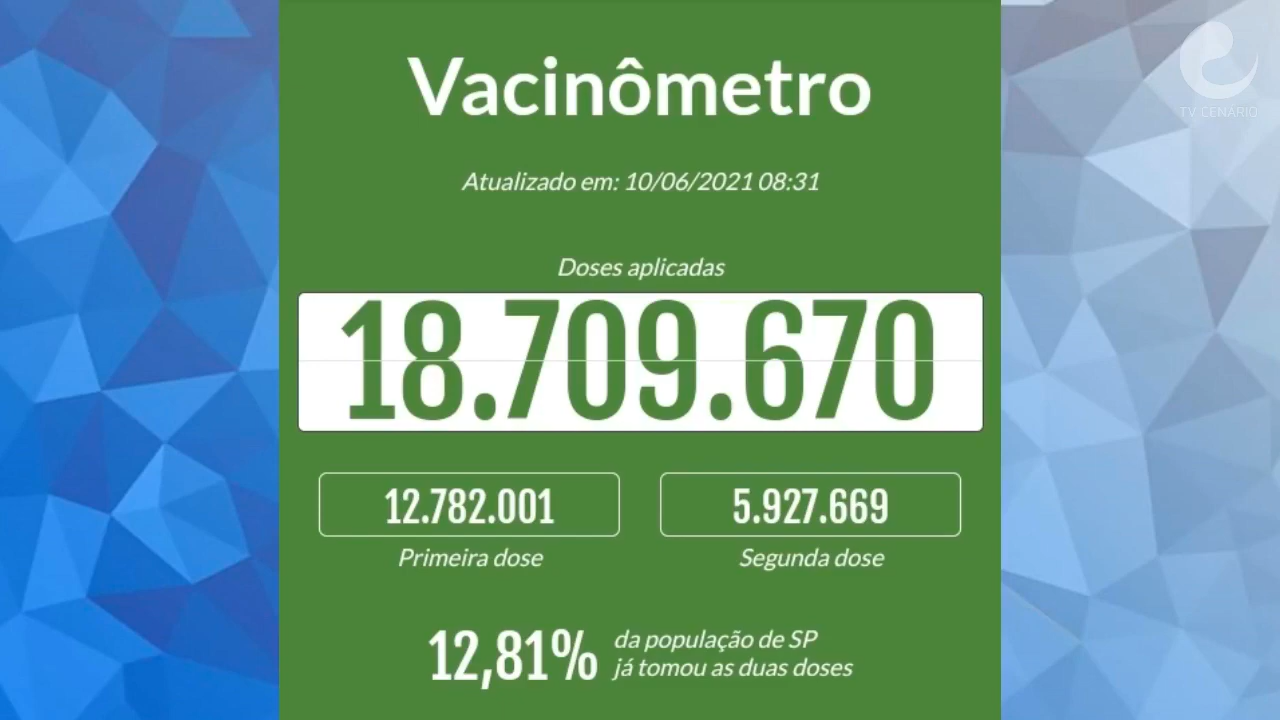 Vacinômetro
TV CENÁRIO
Atualizado em: 10/06/2021 08:31
Doses aplicadas
18.709.670
12.782.001
5.927.669
Primeira dose
Segunda dose
12,81%
da população de SP
já tomou as duas doses